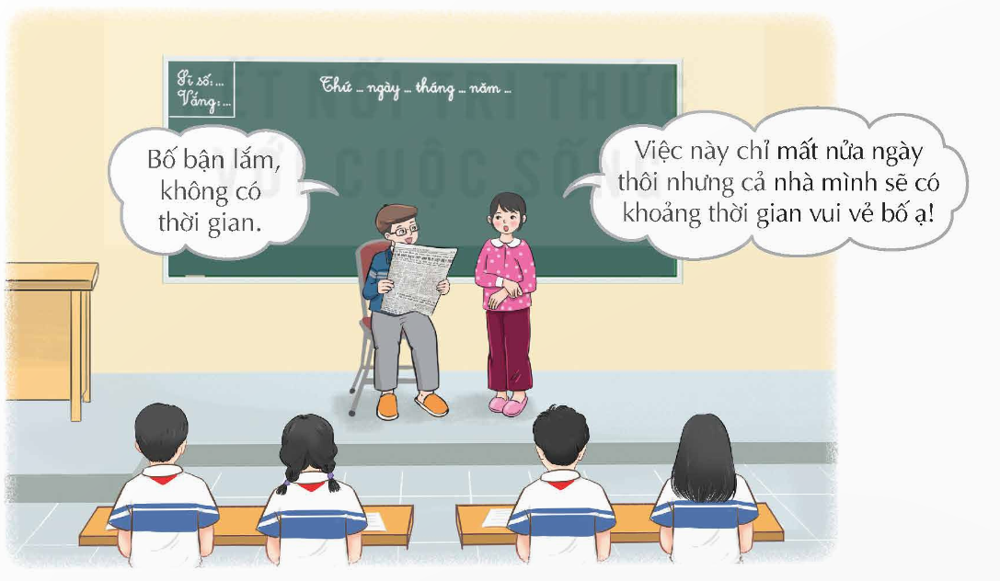 Sĩ số:...
Vắng:...
Thứ ... ngày ... tháng ... năm ...
KẾT NỐI TRI THỨC
VỚI CUỘC SỐNG
Bố bận lắm,
không có
thời gian.
Việc này chỉ mất nửa ngày
thôi nhưng cả nhà mình sẽ có
khoảng thời gian vui vẻ bố ạ!